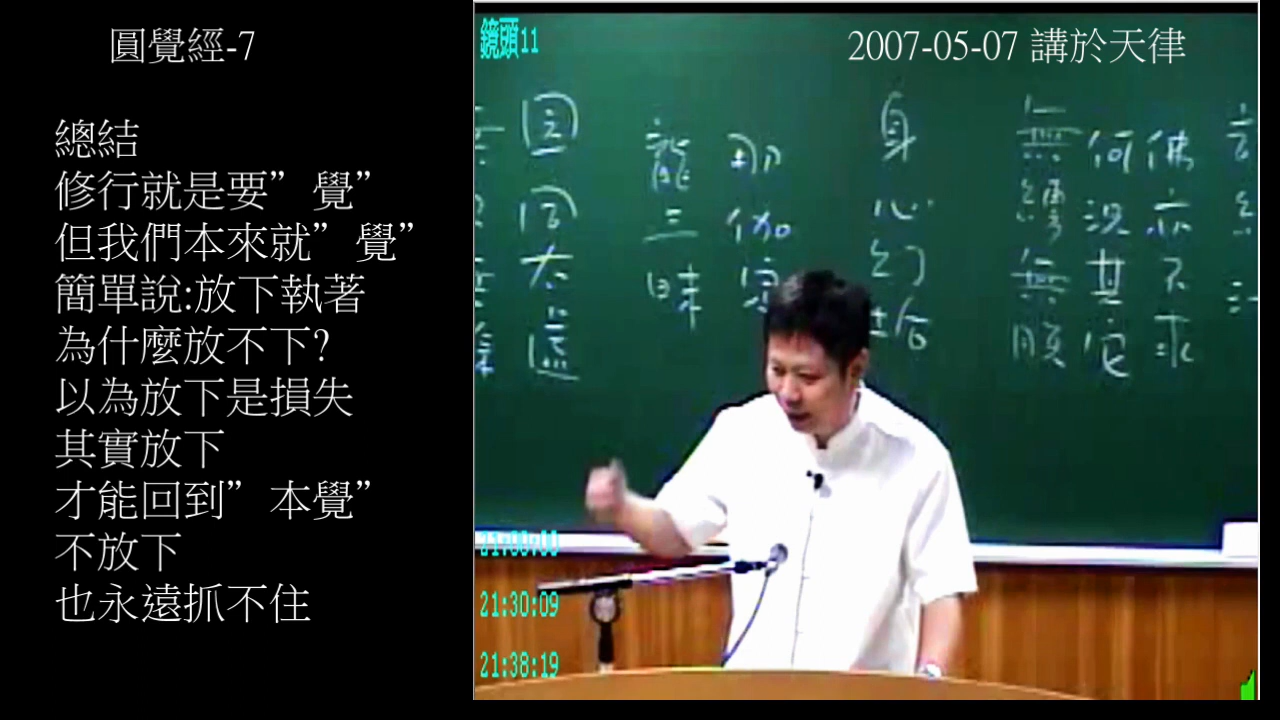 圓覺經-7
總結
修行就是要”覺”
但我們本來就”覺”
簡單說:放下執著
為什麼放不下?
以為放下是損失
其實放下
才能回到”本覺”
不放下
也永遠抓不住
鏡頭11
2007-05-07 講於天律
佛亦不求
何況其它
無繩無脫
身心幻垢
那伽定
龍三昧
圓同太虛
21:00:00
21:30:09
21:38:19